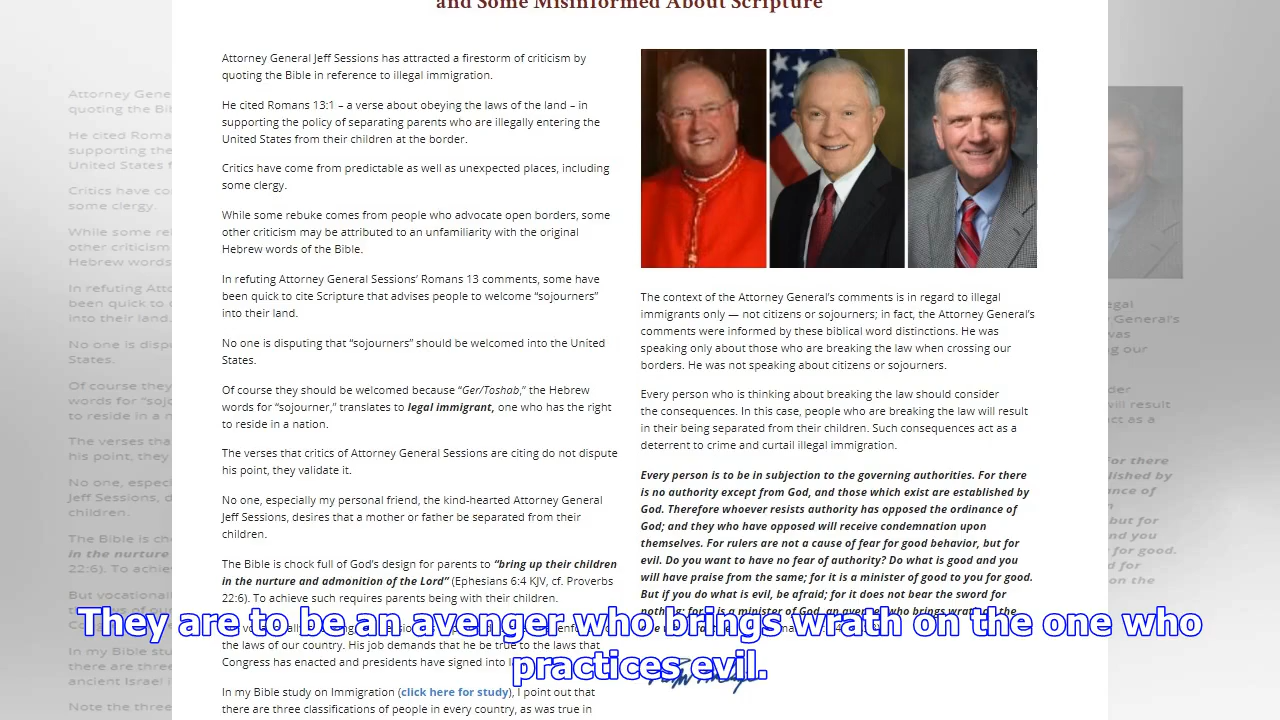 and Some Misinformed About Scripture
Attorney General Jeff Sessions has attracted a firestorm of criticism by
quoting the Bible in reference to illegal immigration.
He cited Romans 13:1 – a verse about obeying the laws of the land – in
supporting the policy of separating parents who are illegally entering the
United States from their children at the border.
Critics have come from predictable as well as unexpected places, including
some clergy.
While some rebuke comes from people who advocate open borders, some
other criticism may be attributed to an unfamiliarity with the original
Hebrew words of the Bible.
In refuting Attorney General Sessions’ Romans 13 comments, some have
been quick to cite Scripture that advises people to welcome “sojourners”
into their land.
No one is disputing that “sojourners” should be welcomed into the United
States.
Of course they should be welcomed because “Ger/Toshab,” the Hebrew
words for “sojourner,” translates to legal immigrant, one who has the right
to reside in a nation.
The verses that critics of Attorney General Sessions are citing do not dispute
his point, they validate it.
No one, especially my personal friend, the kind-hearted Attorney General
Jeff Sessions, desires that a mother or father be separated from their
children.
The Bible is chock full of God’s design for parents to “bring up their children
in the nurture and admonition of the Lord” (Ephesians 6:4 KJV, cf. Proverbs
22:6). To achieve such requires parents being with their children.
the laws of our country. His job demands that he be true to the laws that
Congress has enacted and presidents have signed into
In my Bible study on Immigration (click here for study), I point out that
there are three classifications of people in every country, as was true in
The context of the Attorney General’s comments is in regard to illegal
immigrants only — not citizens or sojourners; in fact, the Attorney General’s
comments were informed by these biblical word distinctions. He was
speaking only about those who are breaking the law when crossing our
borders. He was not speaking about citizens or sojourners.
Every person who is thinking about breaking the law should consider
the consequences. In this case, people who are breaking the law will result
in their being separated from their children. Such consequences act as a
deterrent to crime and curtail illegal immigration.
Every person is to be in subjection to the governing authorities. For there
is no authority except from God, and those which exist are established by
God. Therefore whoever resists authority has opposed the ordinance of
God; and they who have opposed will receive condemnation upon
themselves. For rulers are not a cause of fear for good behavior, but for
evil. Do you want to have no fear of authority? Do what is good and you
will have praise from the same; for it is a minister of good to you for good.
But if you do what is evil, be afraid; for it does not bear the sword for
nothing; for it is a minister of God, an avenger who brings wrath on the
They are to be an avenger who brings wrath on the one who
practices evil.